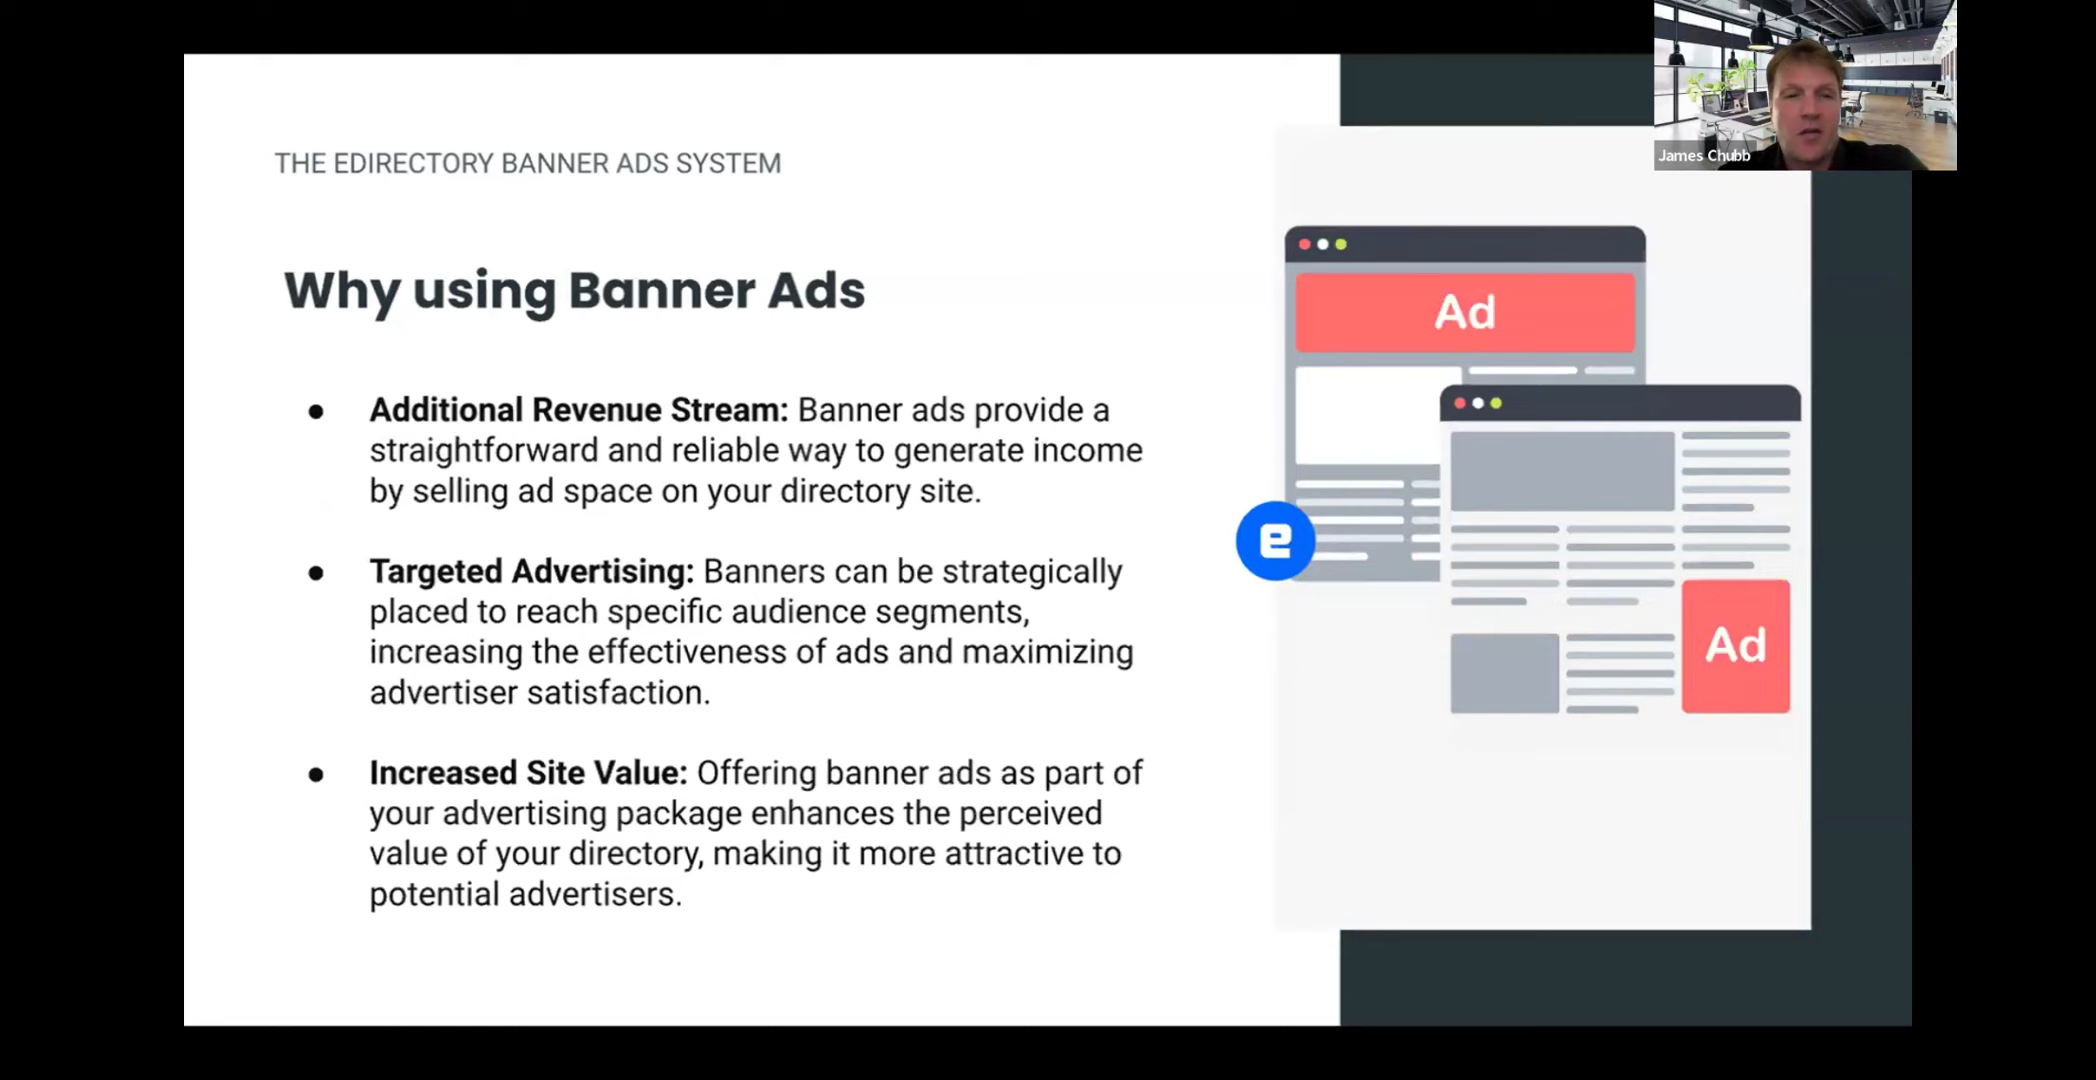 THE EDIRECTORY BANNER ADS SYSTEM
Why using Banner Ads
● Additional Revenue Stream: Banner ads provide a
straightforward and reliable way to generate income
by selling ad space on your directory site.
● Targeted Advertising: Banners can be strategically
placed to reach specific audience segments,
increasing the effectiveness of ads and maximizing
advertiser satisfaction.
● Increased Site Value: Offering banner ads as part of
your advertising package enhances the perceived
value of your directory, making it more attractive to
potential advertisers.
James Chubb
Ad
e
Ad